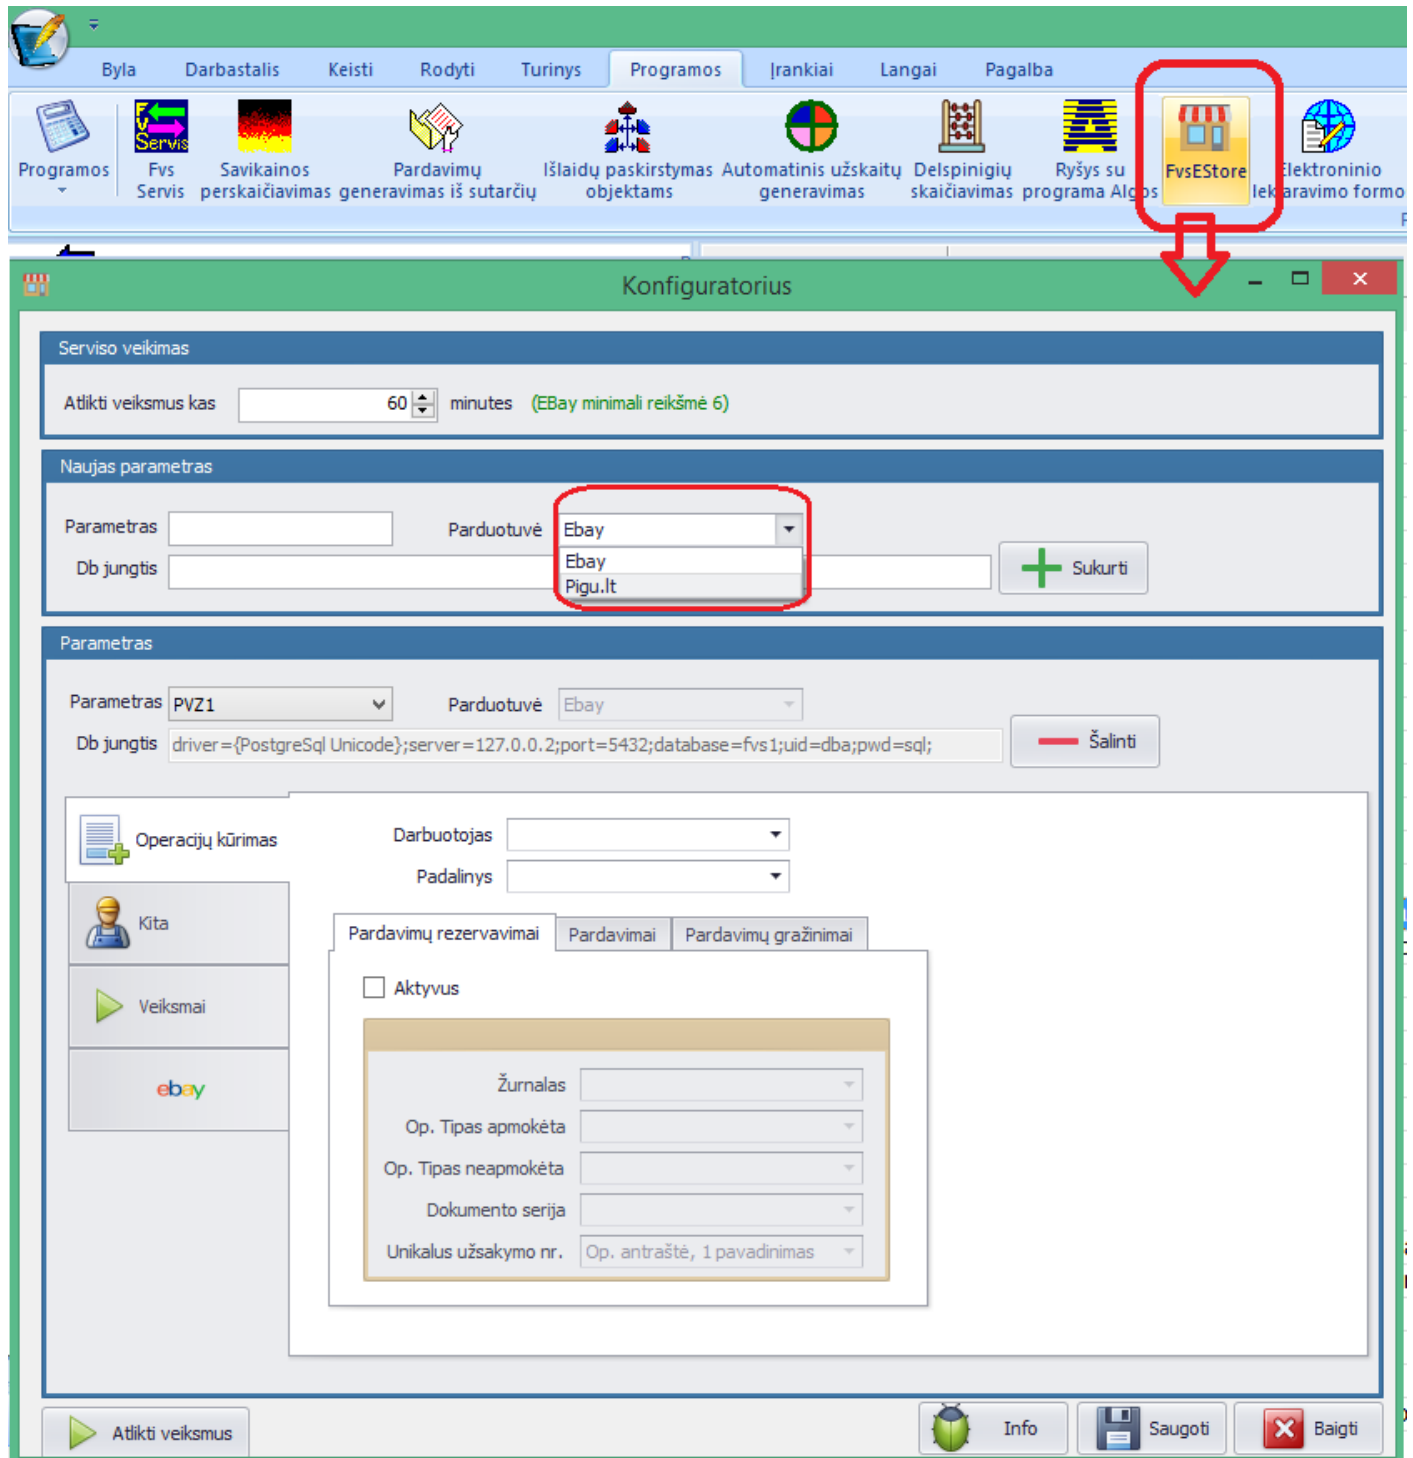 Byla Darbastalis Keisti Rodyti Turinys Programos Įrankiai Langai Pagalba
Fvs Servis
Programos Fvs Savikainos Pardavimų Išlaidų paskirstymas Automatinis užskaitų Delspinigių Ryšys su FvsEStore Elektroninio
Servis perskaičiavimas generavimas iš sutarčių objektams generavimas skaičiavimas programa Algos
Konfiguratorius
Serviso veikimas
Atlikti veiksmus kas 60 minutes (EBay minimali reikšmė 6)
Naujas parametras
Parametras Parduotuvė Ebay
Ebay
Db jungtis Sukurti
Pigu.lt
Parametras
Parametras PVZ1 Parduotuvė Ebay
Db jungtis driver={PostgreSql Unicode};server=127.0.0.2;port=5432;database=fvs1;uid=dba;pwd=sql; Šalinti
Operacijų kūrimas Darbuotojas
Padalinys
Kita
Pardavimų rezervavimai Pardavimai Pardavimų gražinimai
Aktyvus
Veiksmai
ebay
Žurnalas
Op. Tipas apmokėta
Op. Tipas neapmokėta
Dokumento serija
Unikalus užsakymo nr. Op. antraštė, 1 pavadinimas
Atlikti veiksmus Info Saugoti Baigti